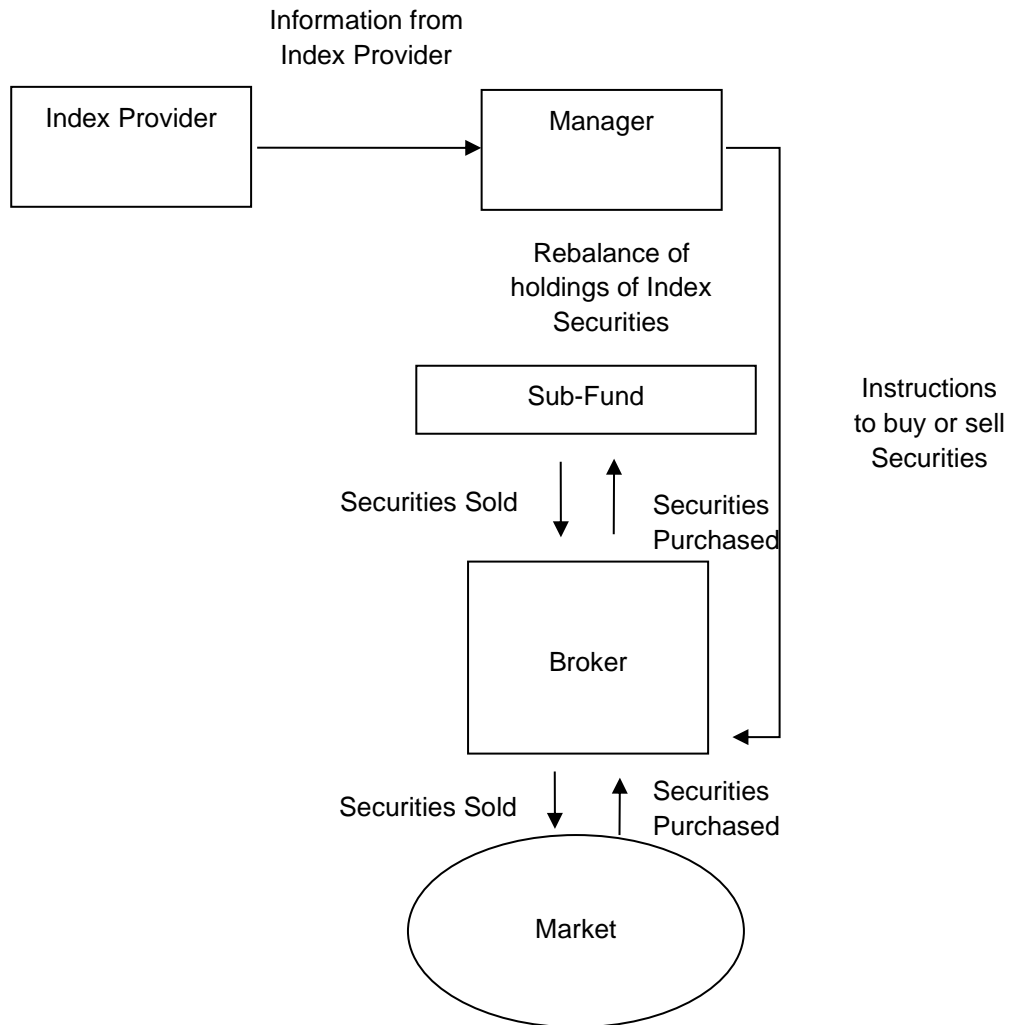 Information from
Index Provider
Index Provider
Manager
Rebalance of
holdings of Index
Securities
Sub-Fund
Instructions
to buy or sell
Securities
Securities Sold
Securities
Purchased
Broker
Securities Sold
Securities
Purchased
Market